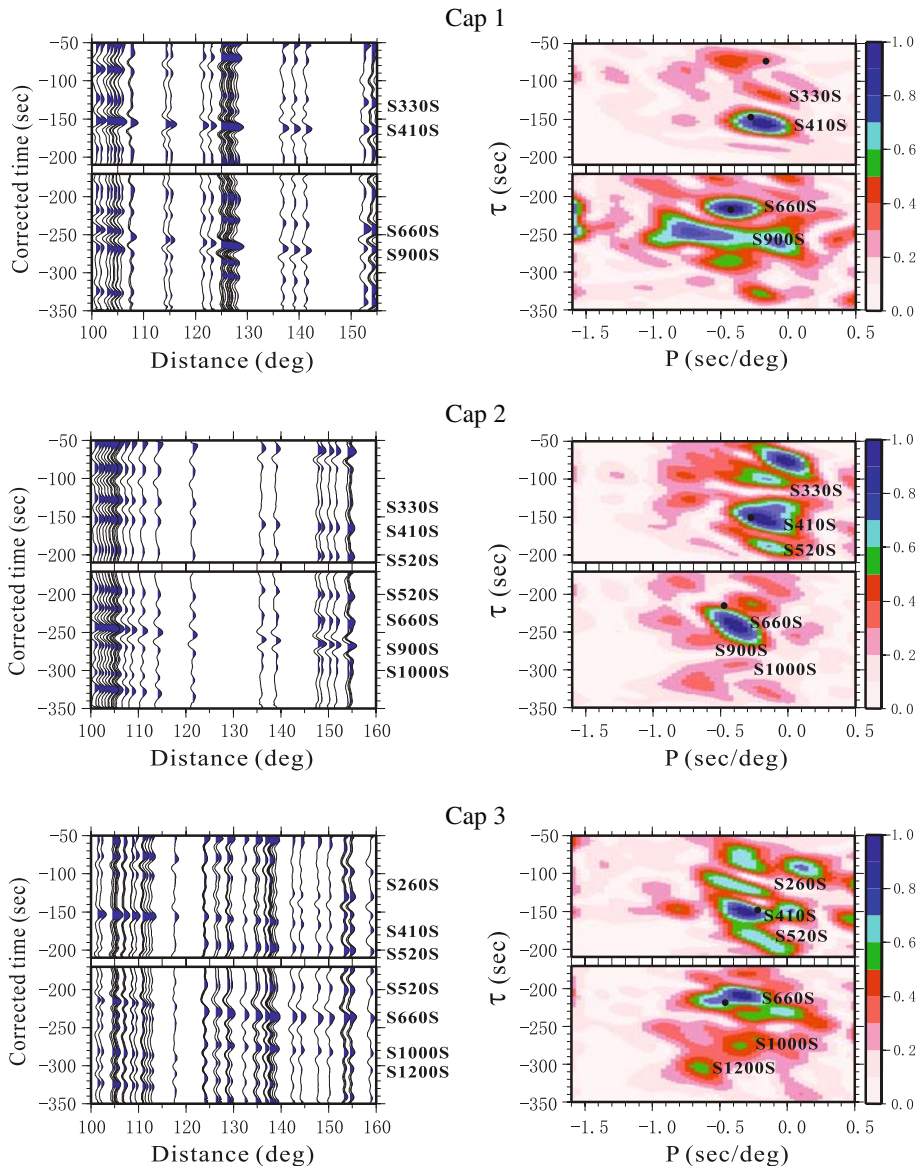 Cap 1
Corrected time (sec)
-50
-100
-150
-200
-200
-250
-300
-350
S330S
S410S
S660S
S900S
100 110 120 130 140 150
Distance (deg)
τ (sec)
-50
-100
-150
-200
-200
-250
-300
-350
S330S
S410S
S660S
S900S
-1.5 -1.0 -0.5 0.0 0.5
P (sec/deg)
1.0
0.8
0.6
0.4
0.2
0.0
Cap 2
Corrected time (sec)
-50
-100
-150
-200
-200
-250
-300
-350
S330S
S410S
S520S
S520S
S660S
S900S
S1000S
100 110 120 130 140 150 160
Distance (deg)
τ (sec)
-50
-100
-150
-200
-200
-250
-300
-350
S330S
S410S
S520S
S660S
S900S
S1000S
-1.5 -1.0 -0.5 0.0 0.5
P (sec/deg)
1.0
0.8
0.6
0.4
0.2
0.0
Cap 3
Corrected time (sec)
-50
-100
-150
-200
-200
-250
-300
-350
S260S
S410S
S520S
S520S
S660S
S1000S
S1200S
100 110 120 130 140 150 160
Distance (deg)
τ (sec)
-50
-100
-150
-200
-200
-250
-300
-350
S260S
S410S
S520S
S660S
S1000S
S1200S
-1.5 -1.0 -0.5 0.0 0.5
P (sec/deg)
1.0
0.8
0.6
0.4
0.2
0.0